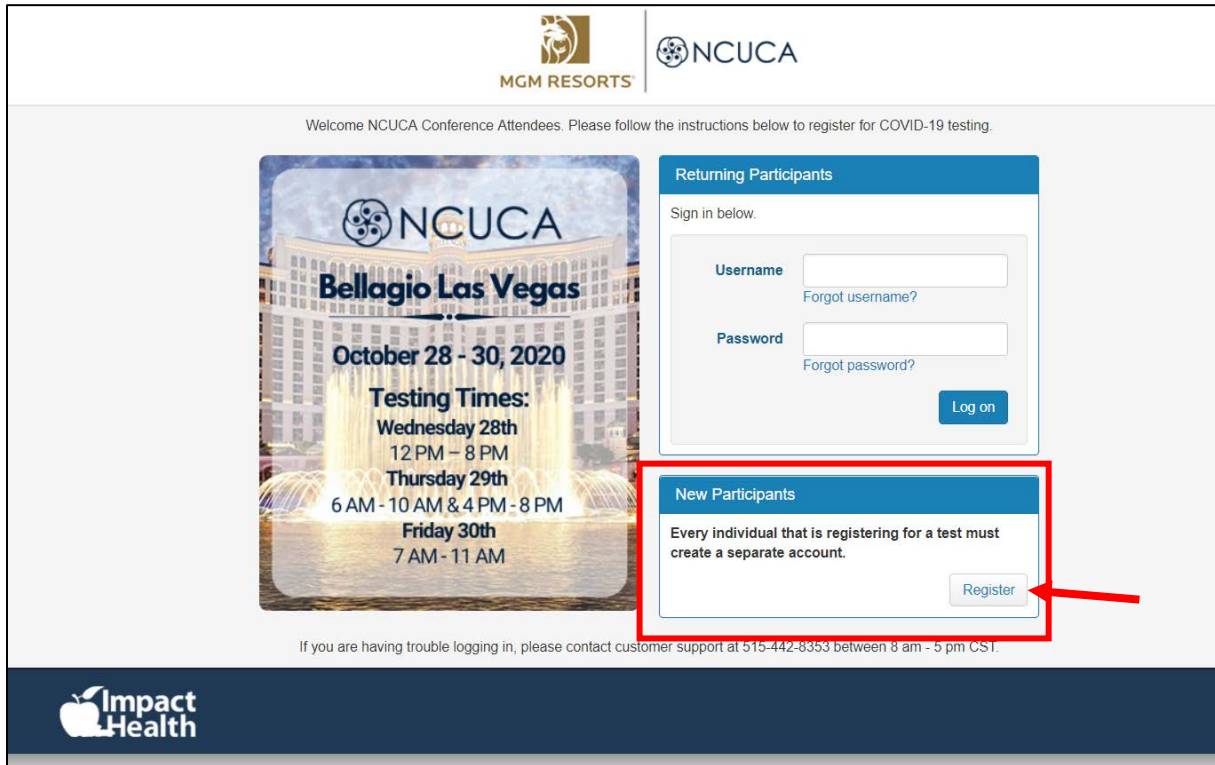 MGM RESORTS®
NCUCA
Welcome NCUCA Conference Attendees. Please follow the instructions below to register for COVID-19 testing.
NCUCA
Bellagio Las Vegas
October 28 - 30, 2020
Testing Times:
Wednesday 28th
12 PM – 8 PM
Thursday 29th
6 AM - 10 AM & 4 PM - 8 PM
Friday 30th
7 AM - 11 AM
Returning Participants
Sign in below.
Username
Forgot username?
Password
Forgot password?
Log on
New Participants
Every individual that is registering for a test must
create a separate account.
Register
If you are having trouble logging in, please contact customer support at 515-442-8353 between 8 am - 5 pm CST.
Impact
Health